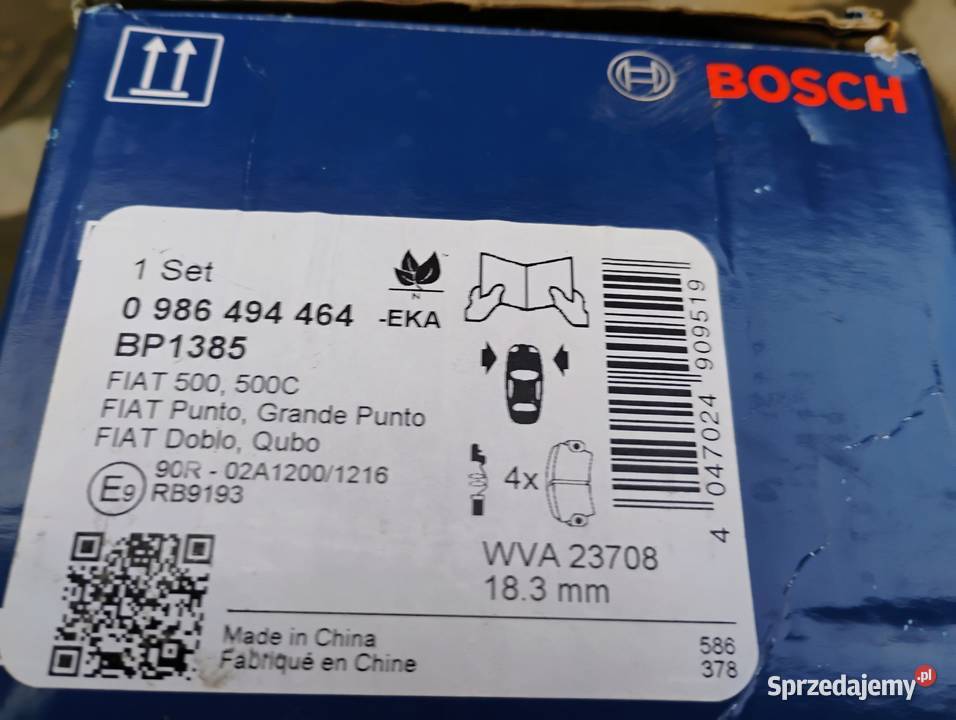 BOSCH
1 Set
0 986 494 464 -EKA
N
BP1385
FIAT 500, 500C
FIAT Punto, Grande Punto
FIAT Doblo, Qubo
E9 90R - 02A1200/1216
RB9193
4x
WVA 23708
18.3 mm
4 047024 909519
Made in China
Fabriqué en Chine
586
378
Sprzedajemy.pl